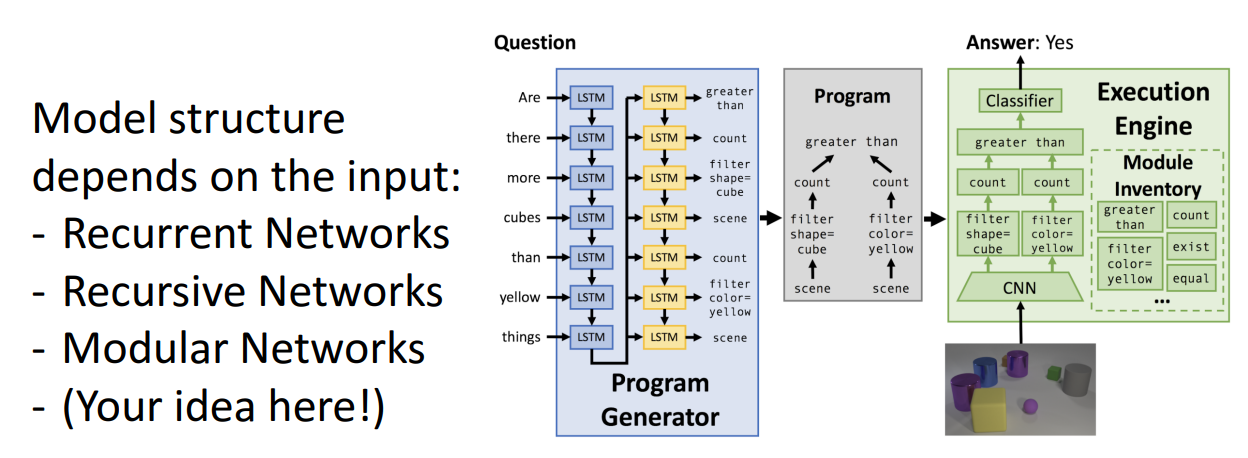 Model structure
depends on the input:
- Recurrent Networks
- Recursive Networks
- Modular Networks
- (Your idea here!)
Question
Are
there
more
cubes
than
yellow
things
LSTM
LSTM
LSTM
LSTM
LSTM
LSTM
LSTM
LSTM
LSTM
LSTM
LSTM
LSTM
LSTM
LSTM
greater
than
count
filter
shape=
cube
scene
count
filter
color=
yellow
scene
Program
Generator
Program
greater than
count count
filter filter
shape= color=
cube yellow
scene scene
Answer: Yes
Execution
Engine
Classifier
greater than
count count
filter filter
shape= color=
cube yellow
CNN
Module
Inventory
greater
than
count
filter
color=
yellow
exist
equal
...